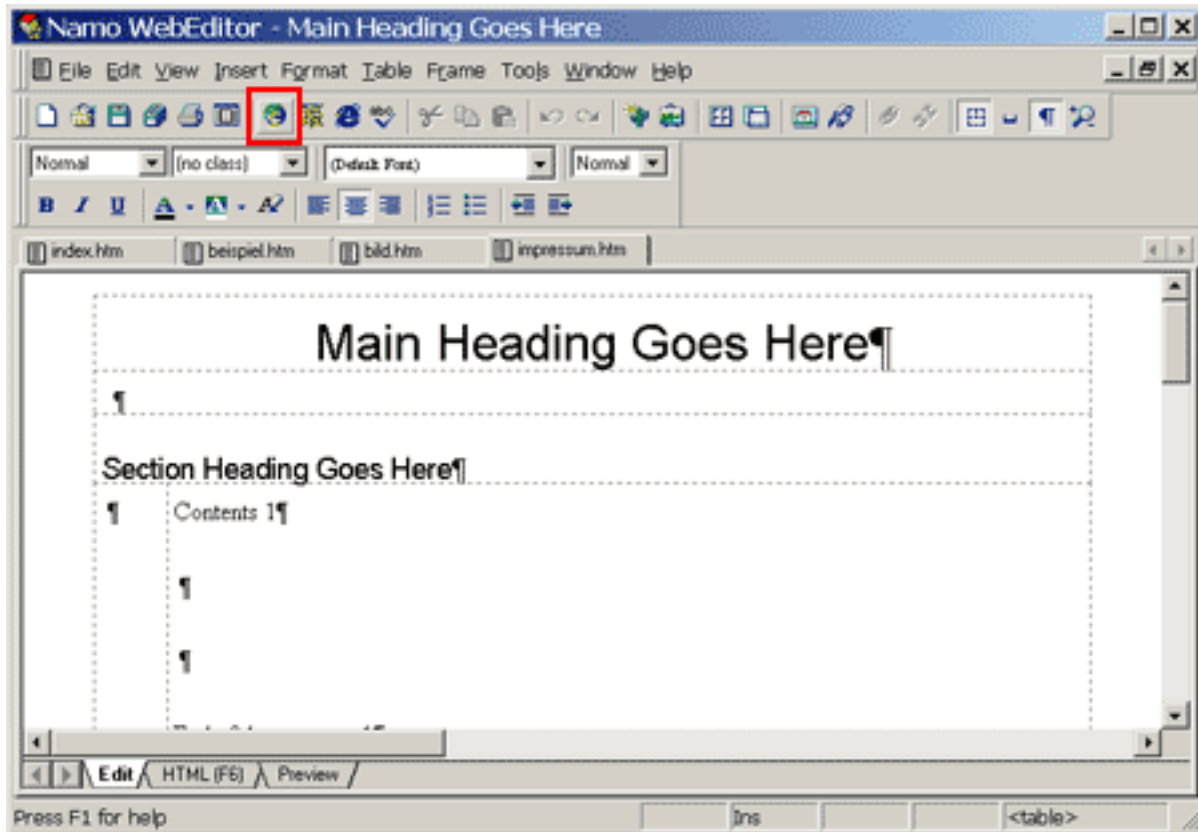 Namo WebEditor - Main Heading Goes Here
File Edit View Insert Format Table Frame Tools Window Help
Normal (no class) (Default Font) Normal
B I U A A A?
index.htm beispiel.htm bild.htm impressum.htm
Main Heading Goes Here¶
¶
Section Heading Goes Here¶
¶ Contents 1¶
¶
¶
Edit HTML (F6) Preview
Press F1 for help Ins <table>